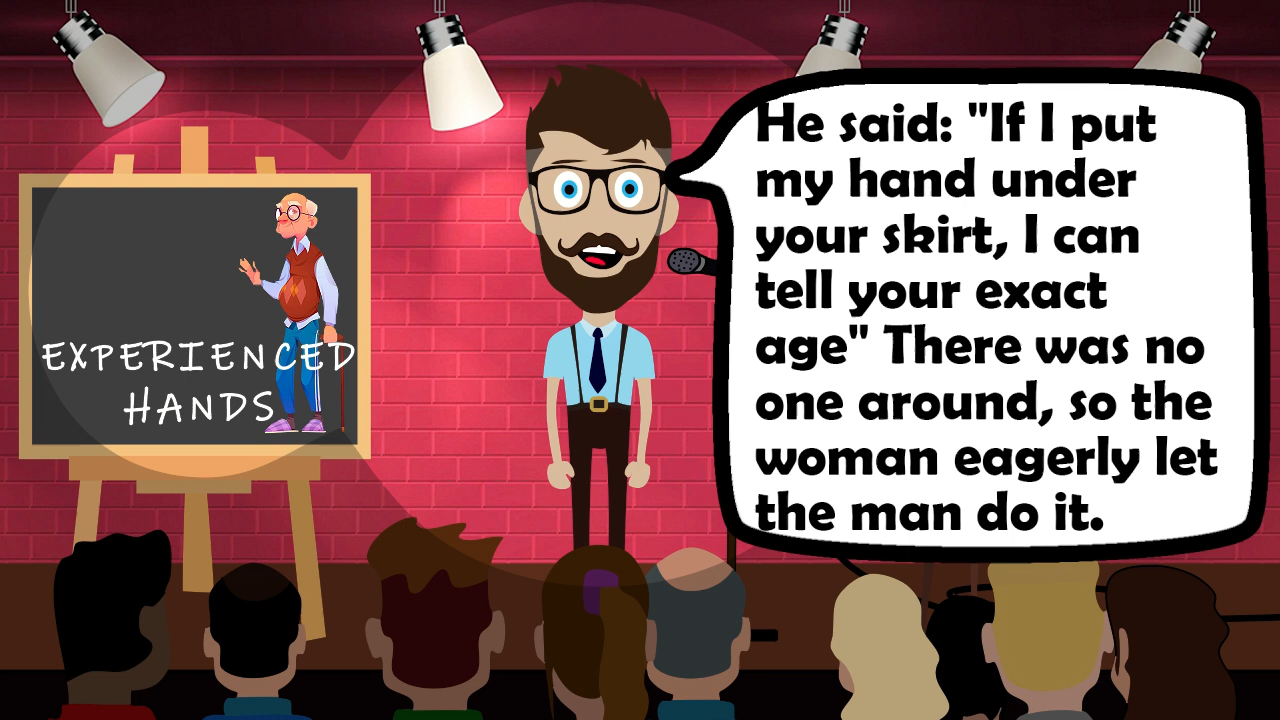 EXPERIENCED
HANDS
He said: "If I put
my hand under
your skirt, I can
tell your exact
age" There was no
one around, so the
woman eagerly let
the man do it.